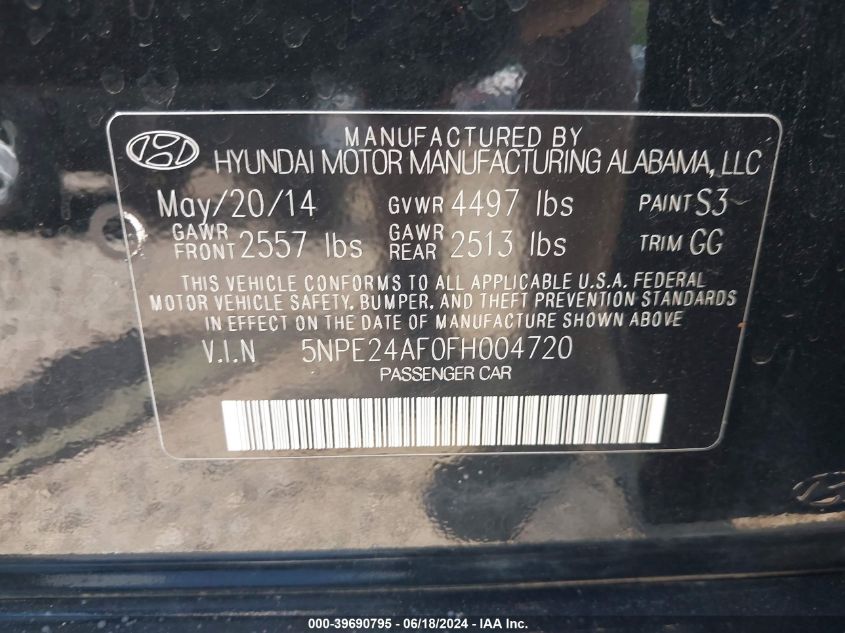 MANUFACTURED BY
HYUNDAI MOTOR MANUFACTURING ALABAMA, LLC
May/20/14 GVWR 4497 lbs PAINT S3
GAWR FRONT 2557 lbs GAWR REAR 2513 lbs TRIM GG
THIS VEHICLE CONFORMS TO ALL APPLICABLE U.S.A. FEDERAL
MOTOR VEHICLE SAFETY, BUMPER, AND THEFT PREVENTION STANDARDS
IN EFFECT ON THE DATE OF MANUFACTURE SHOWN ABOVE
V.I.N 5NPE24AF0FH004720
PASSENGER CAR
000-39690795 - 06/18/2024 - IAA Inc.